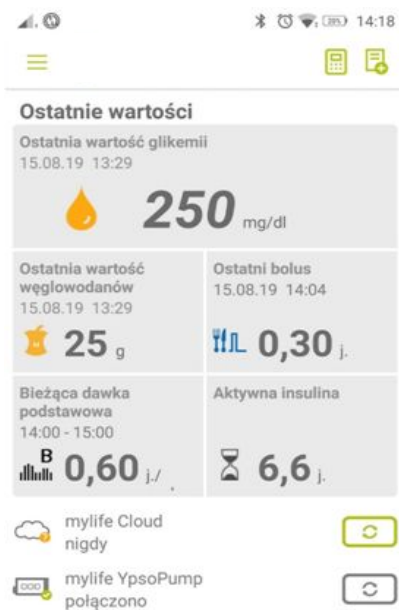 14:18
Ostatnie wartości
Ostatnia wartość glikemii
15.08.19 13:29
250 mg/dl
Ostatnia wartość
węglowodanów
15.08.19 13:29
25 g
Ostatni bolus
15.08.19 14:04
0,30 j.
Bieżąca dawka
podstawowa
14:00 - 15:00
B
0,60 j./
Aktywna insulina
6,6 j.
mylife Cloud
nigdy
mylife YpsoPump
połączono